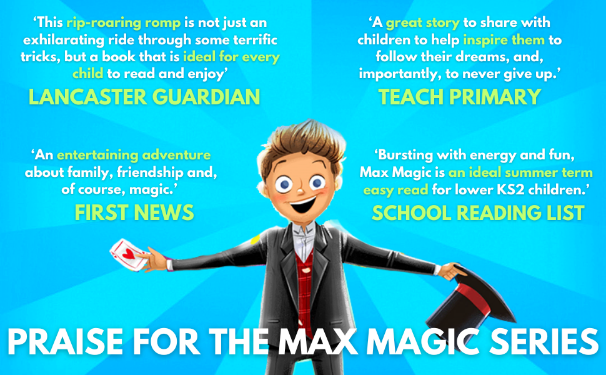 ‘This rip-roaring romp is not just an
exhilarating ride through some terrific
tricks, but a book that is ideal for every
child to read and enjoy’
LANCASTER GUARDIAN
‘A great story to share with
children to help inspire them to
follow their dreams, and,
importantly, to never give up.’
TEACH PRIMARY
‘An entertaining adventure
about family, friendship and,
of course, magic.’
FIRST NEWS
‘Bursting with energy and fun,
Max Magic is an ideal summer term
easy read for lower KS2 children.’
SCHOOL READING LIST
PRAISE FOR THE MAX MAGIC SERIES